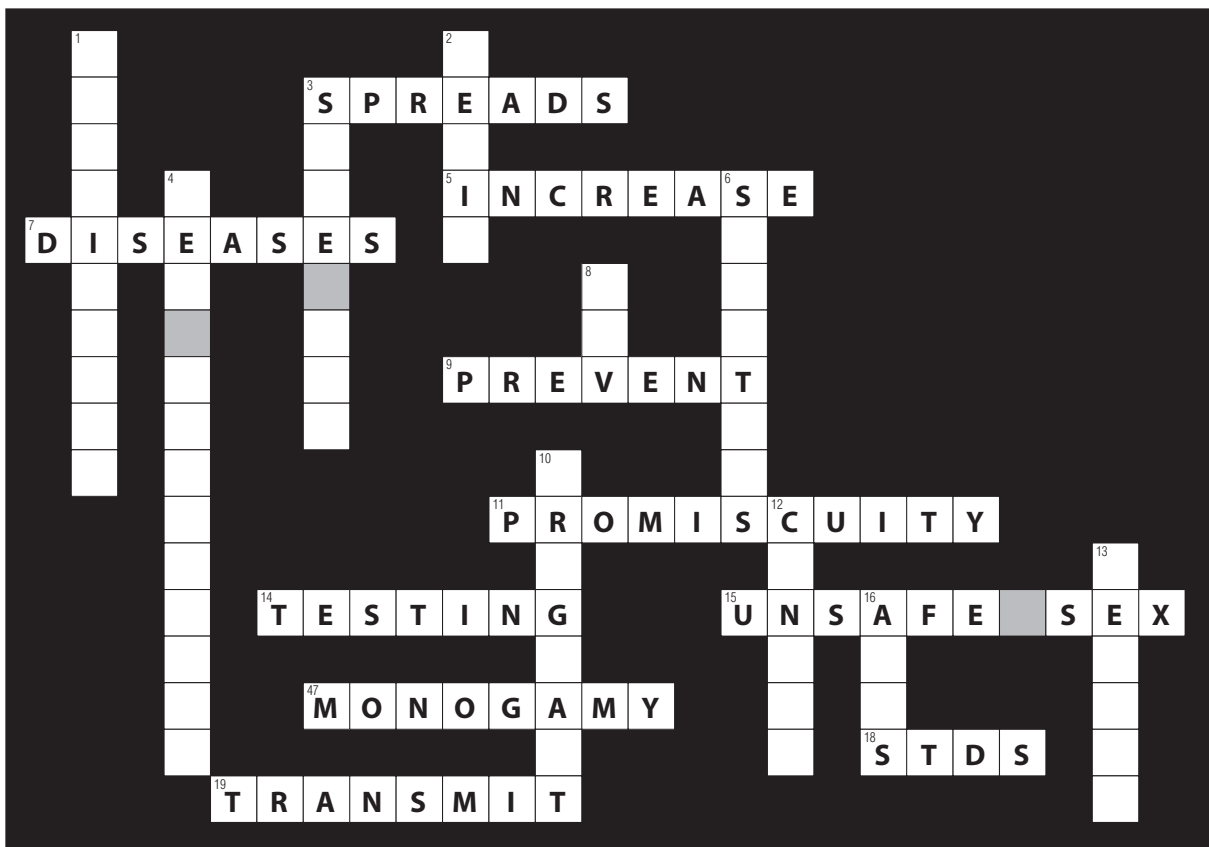 1 2
3 SPREADS
4 5 INCREASE 6
7 DISEASES
8
9 PREVENT
10
11 PROMISCUITY 12
13
14 TESTING 15 UNSAFE SEX 16
47 MONOGAMY
18 STDS
19 TRANSMIT